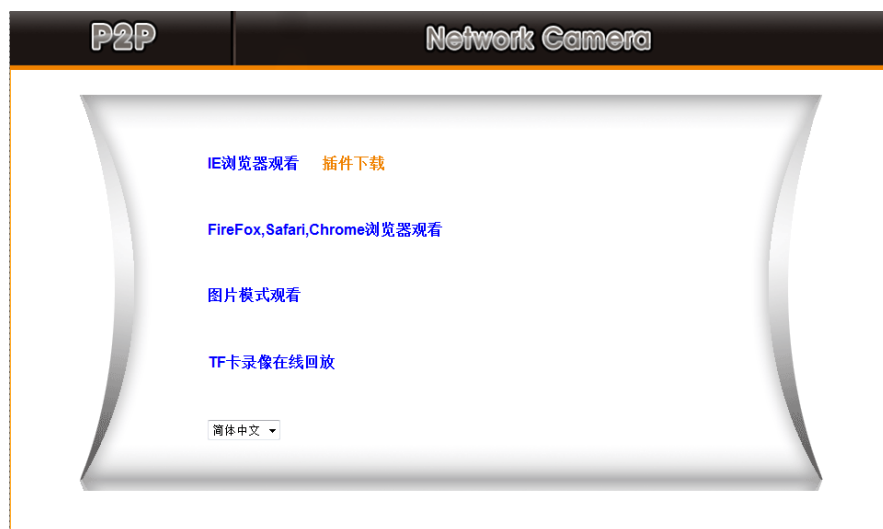 P2P Network Camera
IE浏览器观看 插件下载
FireFox,Safari,Chrome浏览器观看
图片模式观看
TF卡录像在线回放
简体中文